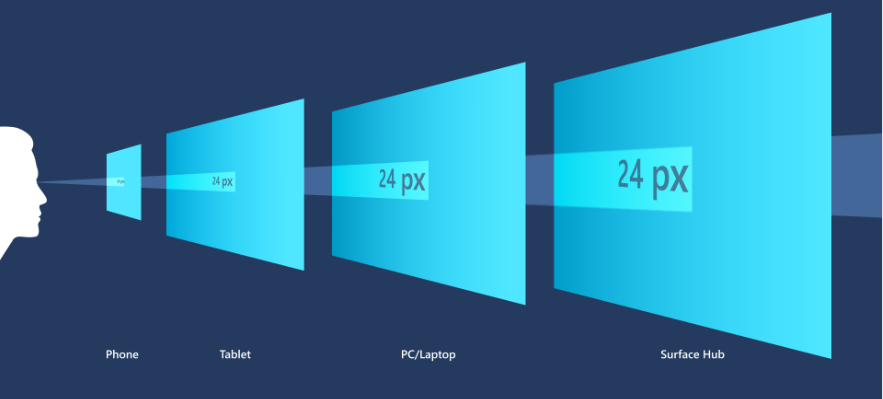 24 px
24 px
24 px
Phone
Tablet
PC/Laptop
Surface Hub